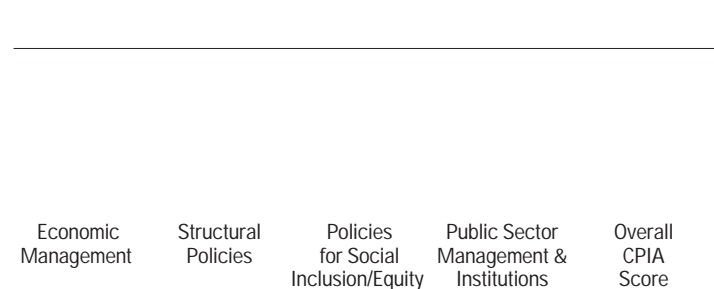 Economic
Management
Structural
Policies
Policies
for Social
Inclusion/Equity
Public Sector
Management &
Institutions
Overall
CPIA
Score